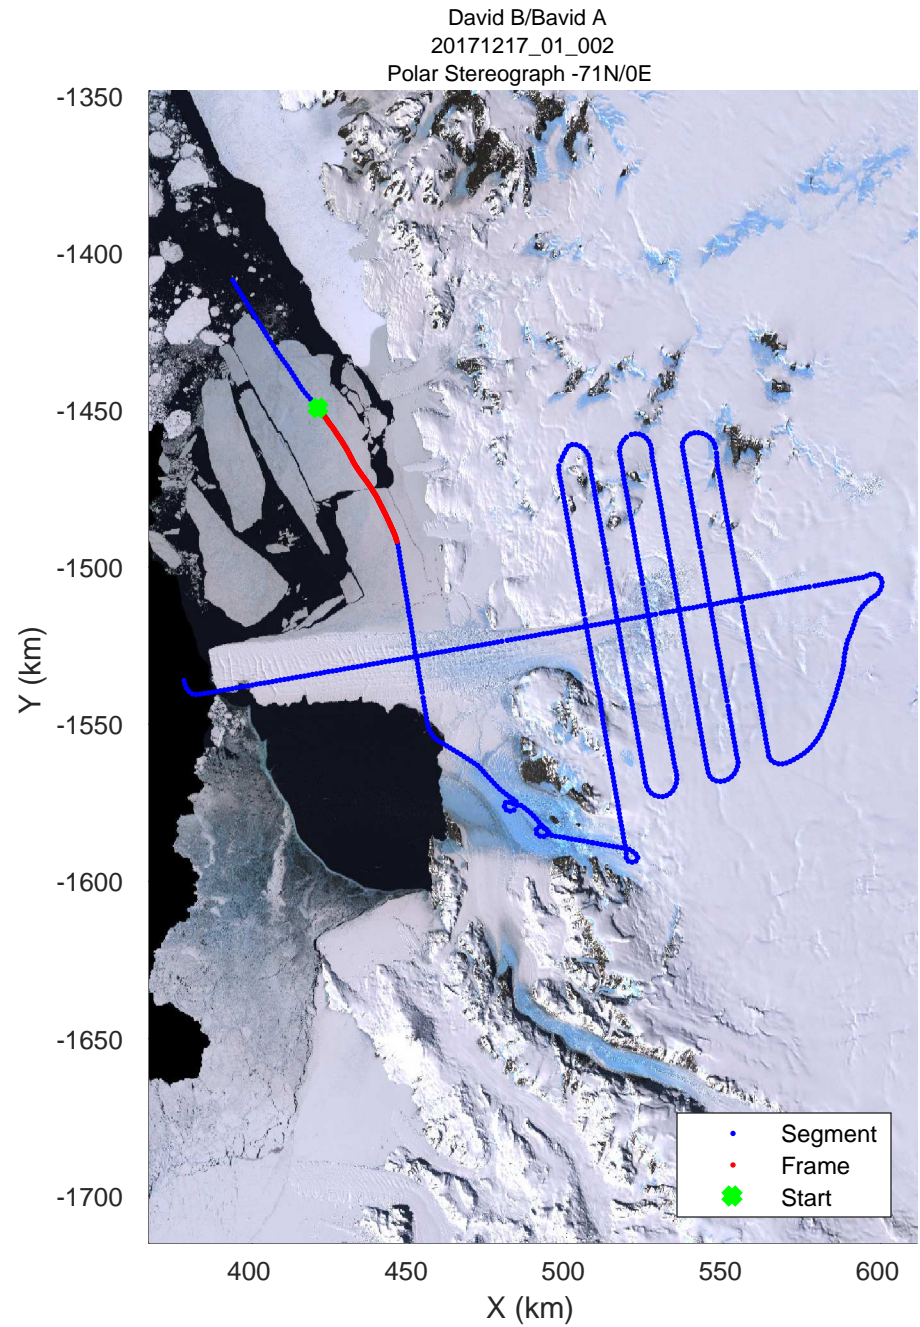 David B/Bavid A
20171217_01_002
Polar Stereograph -71N/0E
-1350
-1400
-1450
-1500
-1550
-1600
-1650
-1700
Y (km)
Segment
Frame
Start
400
450
500
550
600
X (km)